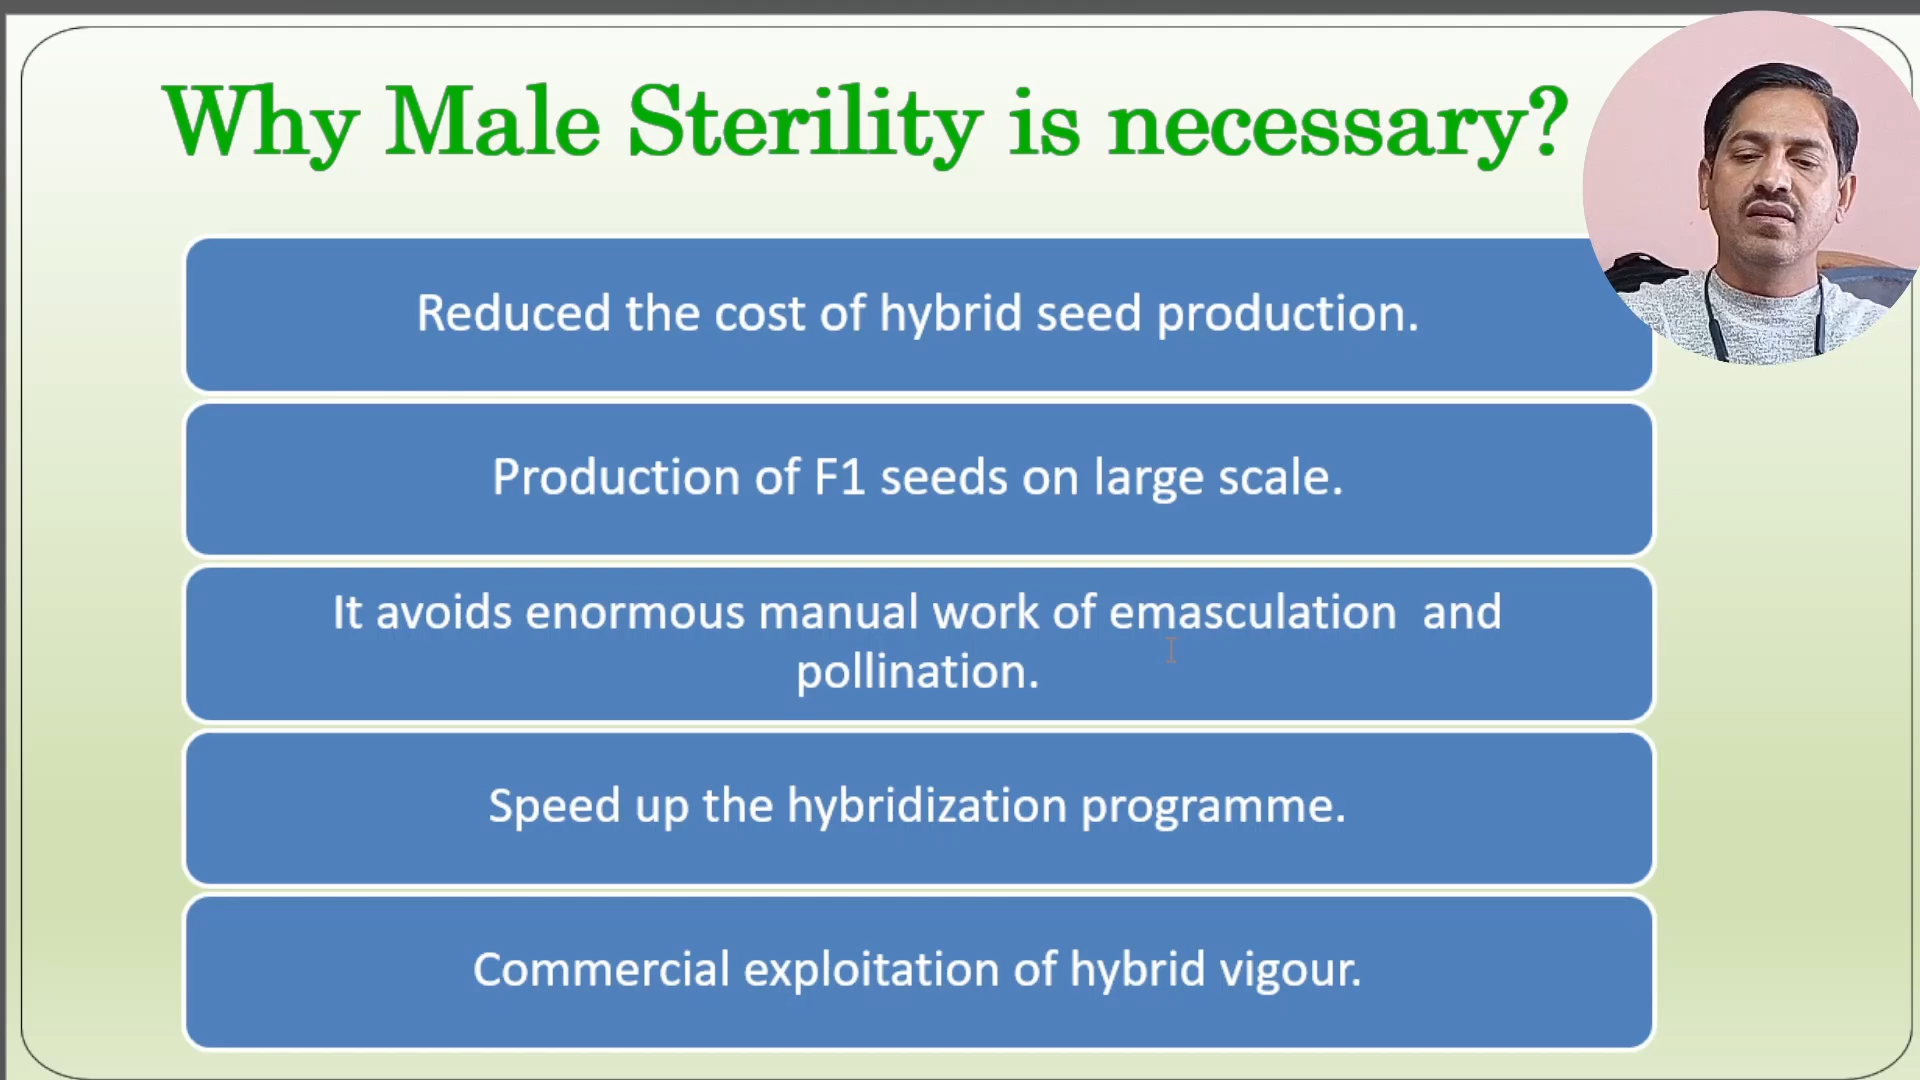 Why Male Sterility is necessary?
Reduced the cost of hybrid seed production.
Production of F1 seeds on large scale.
It avoids enormous manual work of emasculation  and
pollination.
Speed up the hybridization programme.
Commercial exploitation of hybrid vigour.